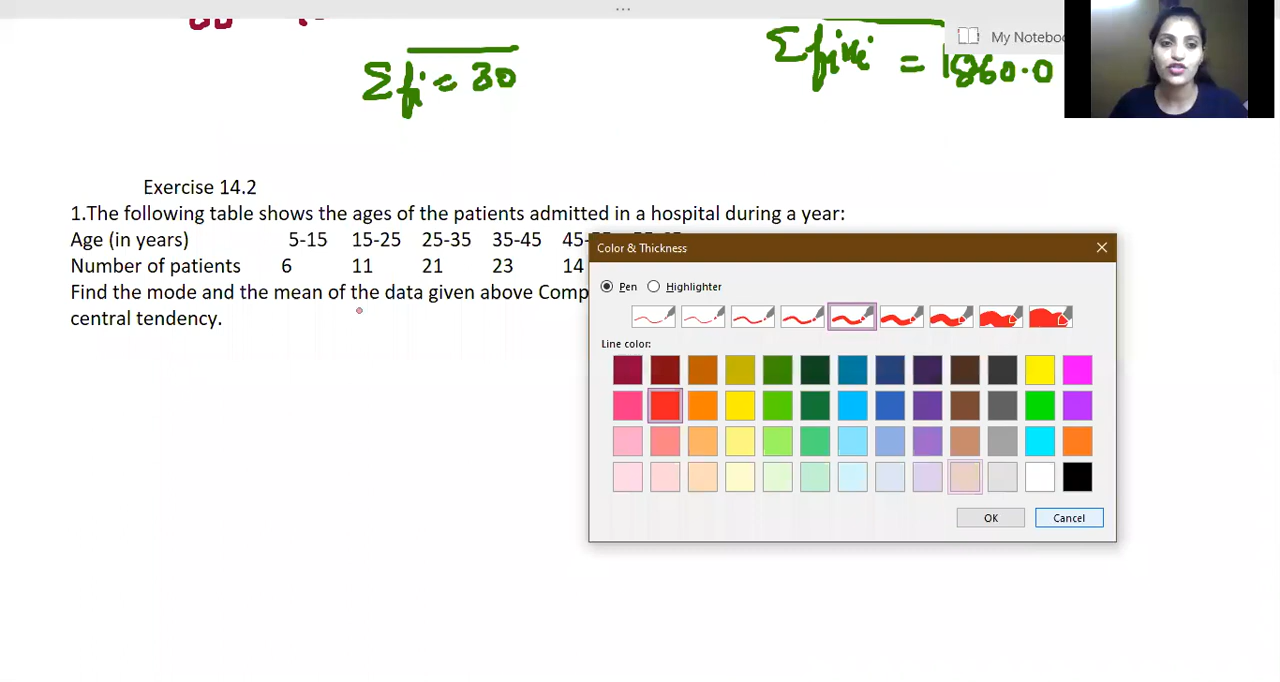 Σfi = 30
Σfixi = 1860.0
My Noteboo
Exercise 14.2
1.The following table shows the ages of the patients admitted in a hospital during a year:
Age (in years) 5-15 15-25 25-35 35-45 45-
Number of patients 6 11 21 23 14
Find the mode and the mean of the data given above Comp
central tendency.
Color & Thickness
Pen Highlighter
Line color:
OK Cancel